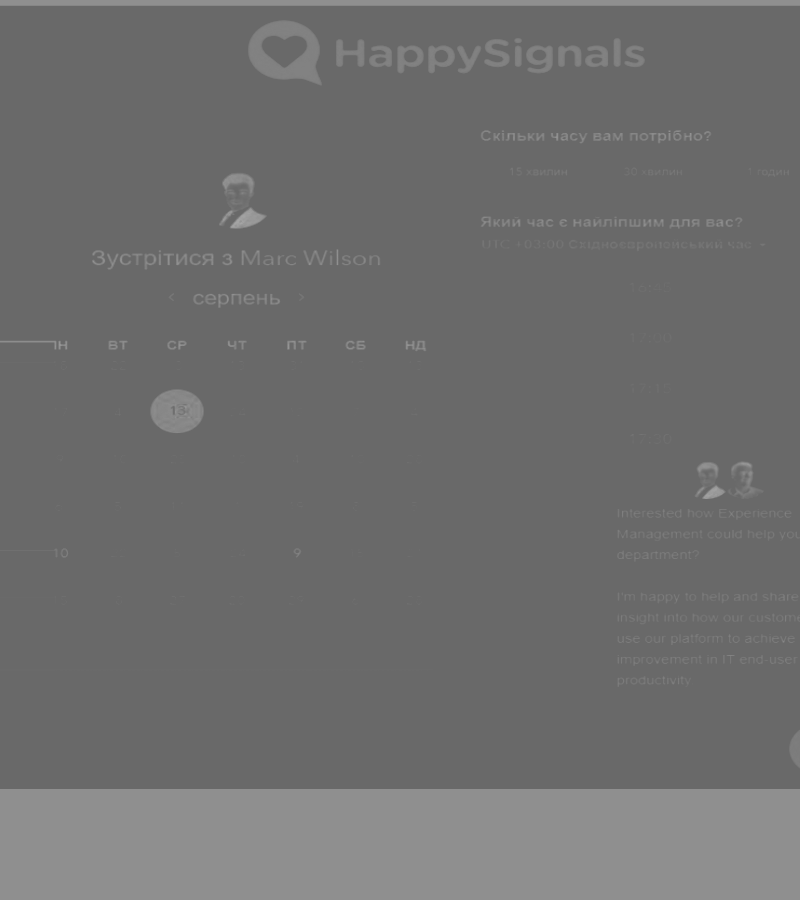 HappySignals
Скільки часу вам потрібно?
15 хвилин 30 хвилин 1 годин
Який час є найліпшим для вас?
UTC +03:00 Східноєвропейський час
Зустрітися з Marc Wilson
серпень
ПН ВТ СР ЧТ ПТ СБ НД
13
10 9
17:30
Interested how Experience
Management could help you
department?
I'm happy to help and share
insight into how our custome
use our platform to achieve
improvement in IT end-user
productivity